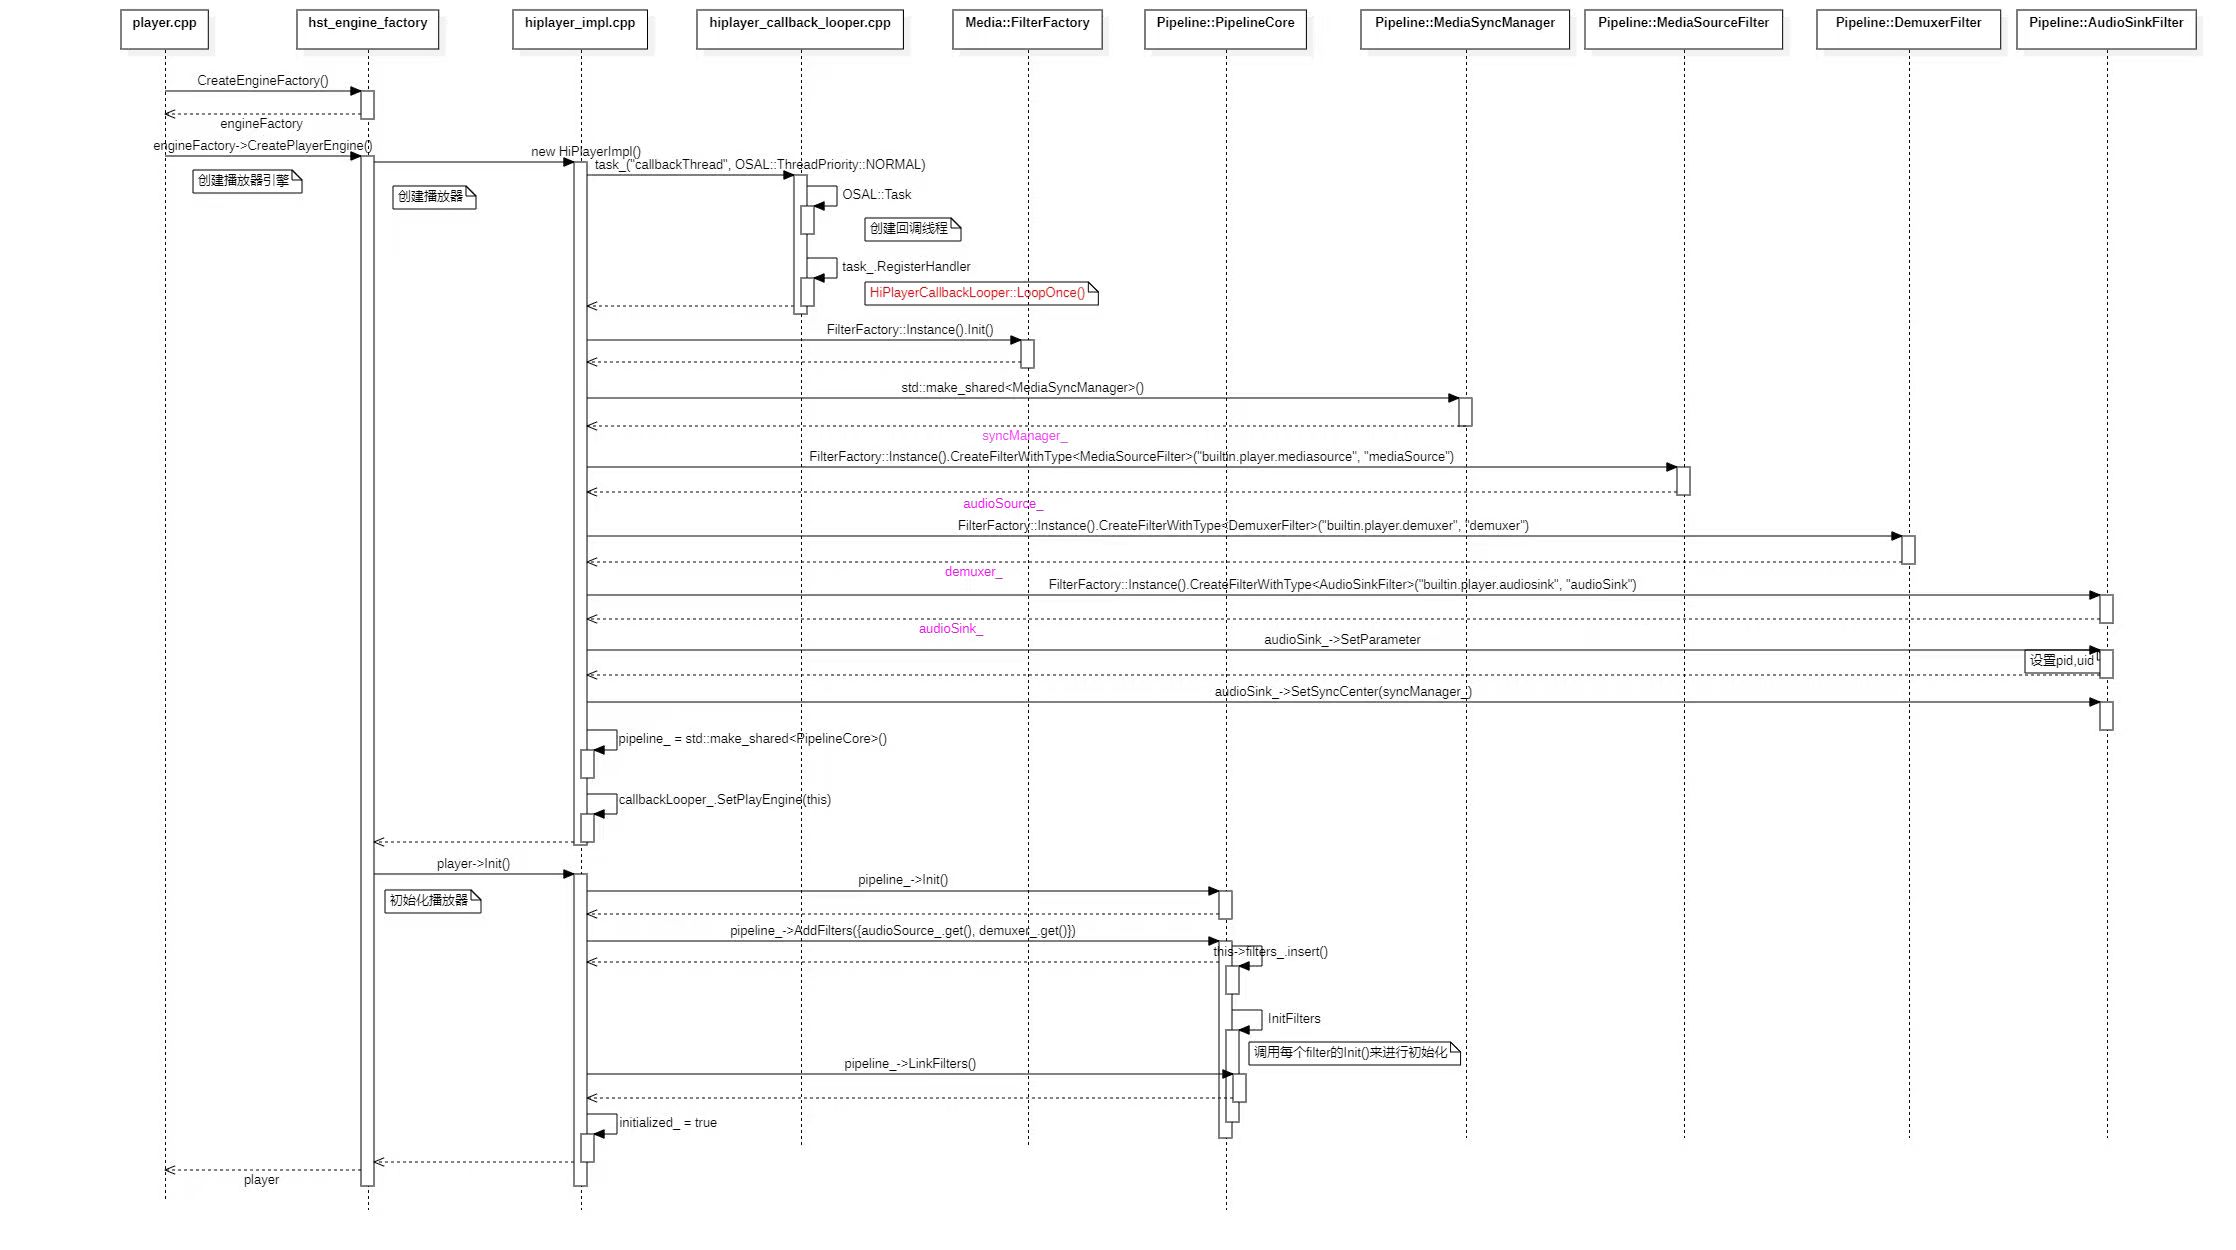 player.cpp
hst_engine_factory
hiplayer_impl.cpp
hiplayer_callback_looper.cpp
Media::FilterFactory
Pipeline::PipelineCore
Pipeline::MediaSyncManager
Pipeline::MediaSourceFilter
Pipeline::DemuxerFilter
Pipeline::AudioSinkFilter
CreateEngineFactory()
engineFactory
engineFactory->CreatePlayerEngine()
new HiPlayerImpl()
task_("callbackThread", OSAL::ThreadPriority::NORMAL)
创建播放器引擎
创建播放器
OSAL::Task
创建回调线程
task_.RegisterHandler
HiPlayerCallbackLooper::LoopOnce()
FilterFactory::Instance().Init()
std::make_shared<MediaSyncManager>()
syncManager_
FilterFactory::Instance().CreateFilterWithType<MediaSourceFilter>("builtin.player.mediasource", "mediaSource")
audioSource_
FilterFactory::Instance().CreateFilterWithType<DemuxerFilter>("builtin.player.demuxer", "demuxer")
demuxer_
FilterFactory::Instance().CreateFilterWithType<AudioSinkFilter>("builtin.player.audiosink", "audioSink")
audioSink_
audioSink_->SetParameter
设置pid,uid
audioSink_->SetSyncCenter(syncManager_)
pipeline_ = std::make_shared<PipelineCore>()
callbackLooper_.SetPlayEngine(this)
player->Init()
pipeline_->Init()
初始化播放器
pipeline_->AddFilters({audioSource_.get(), demuxer_.get()})
this->filters_.insert()
InitFilters
调用每个filter的Init()来进行初始化
pipeline_->LinkFilters()
initialized_ = true
player